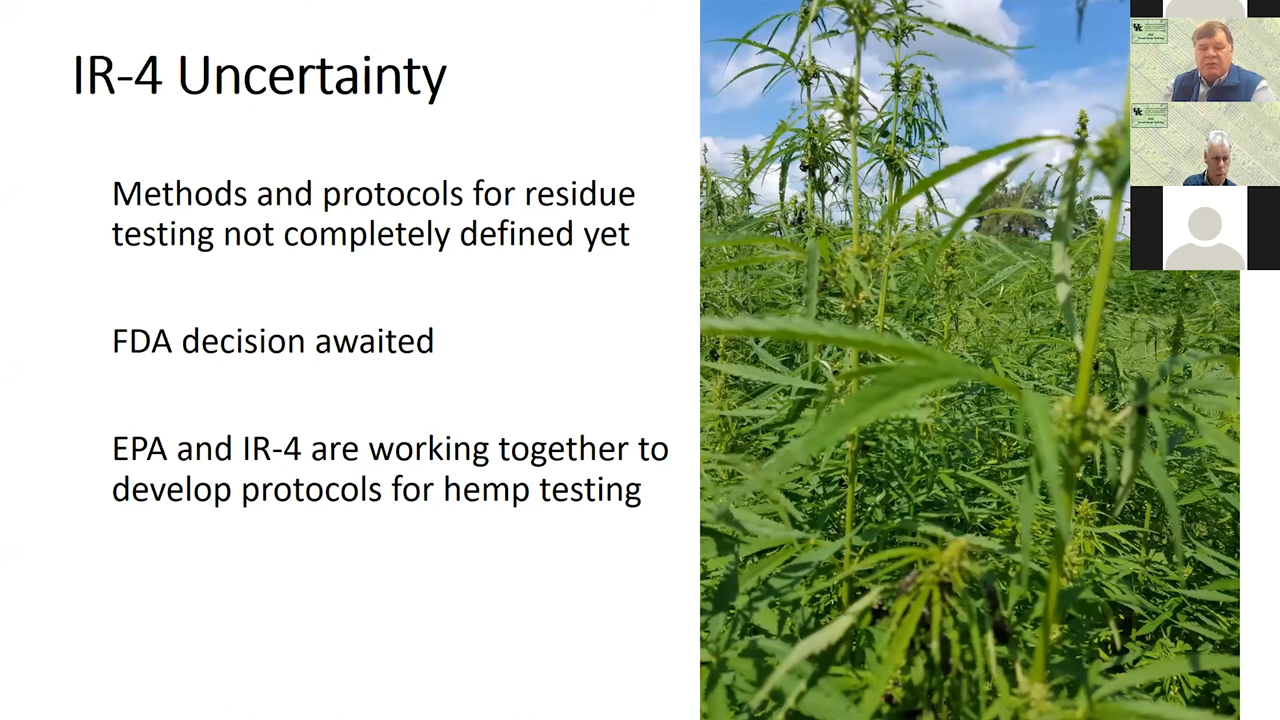 IR-4 Uncertainty
Methods and protocols for residue
testing not completely defined yet
FDA decision awaited
EPA and IR-4 are working together to
develop protocols for hemp testing